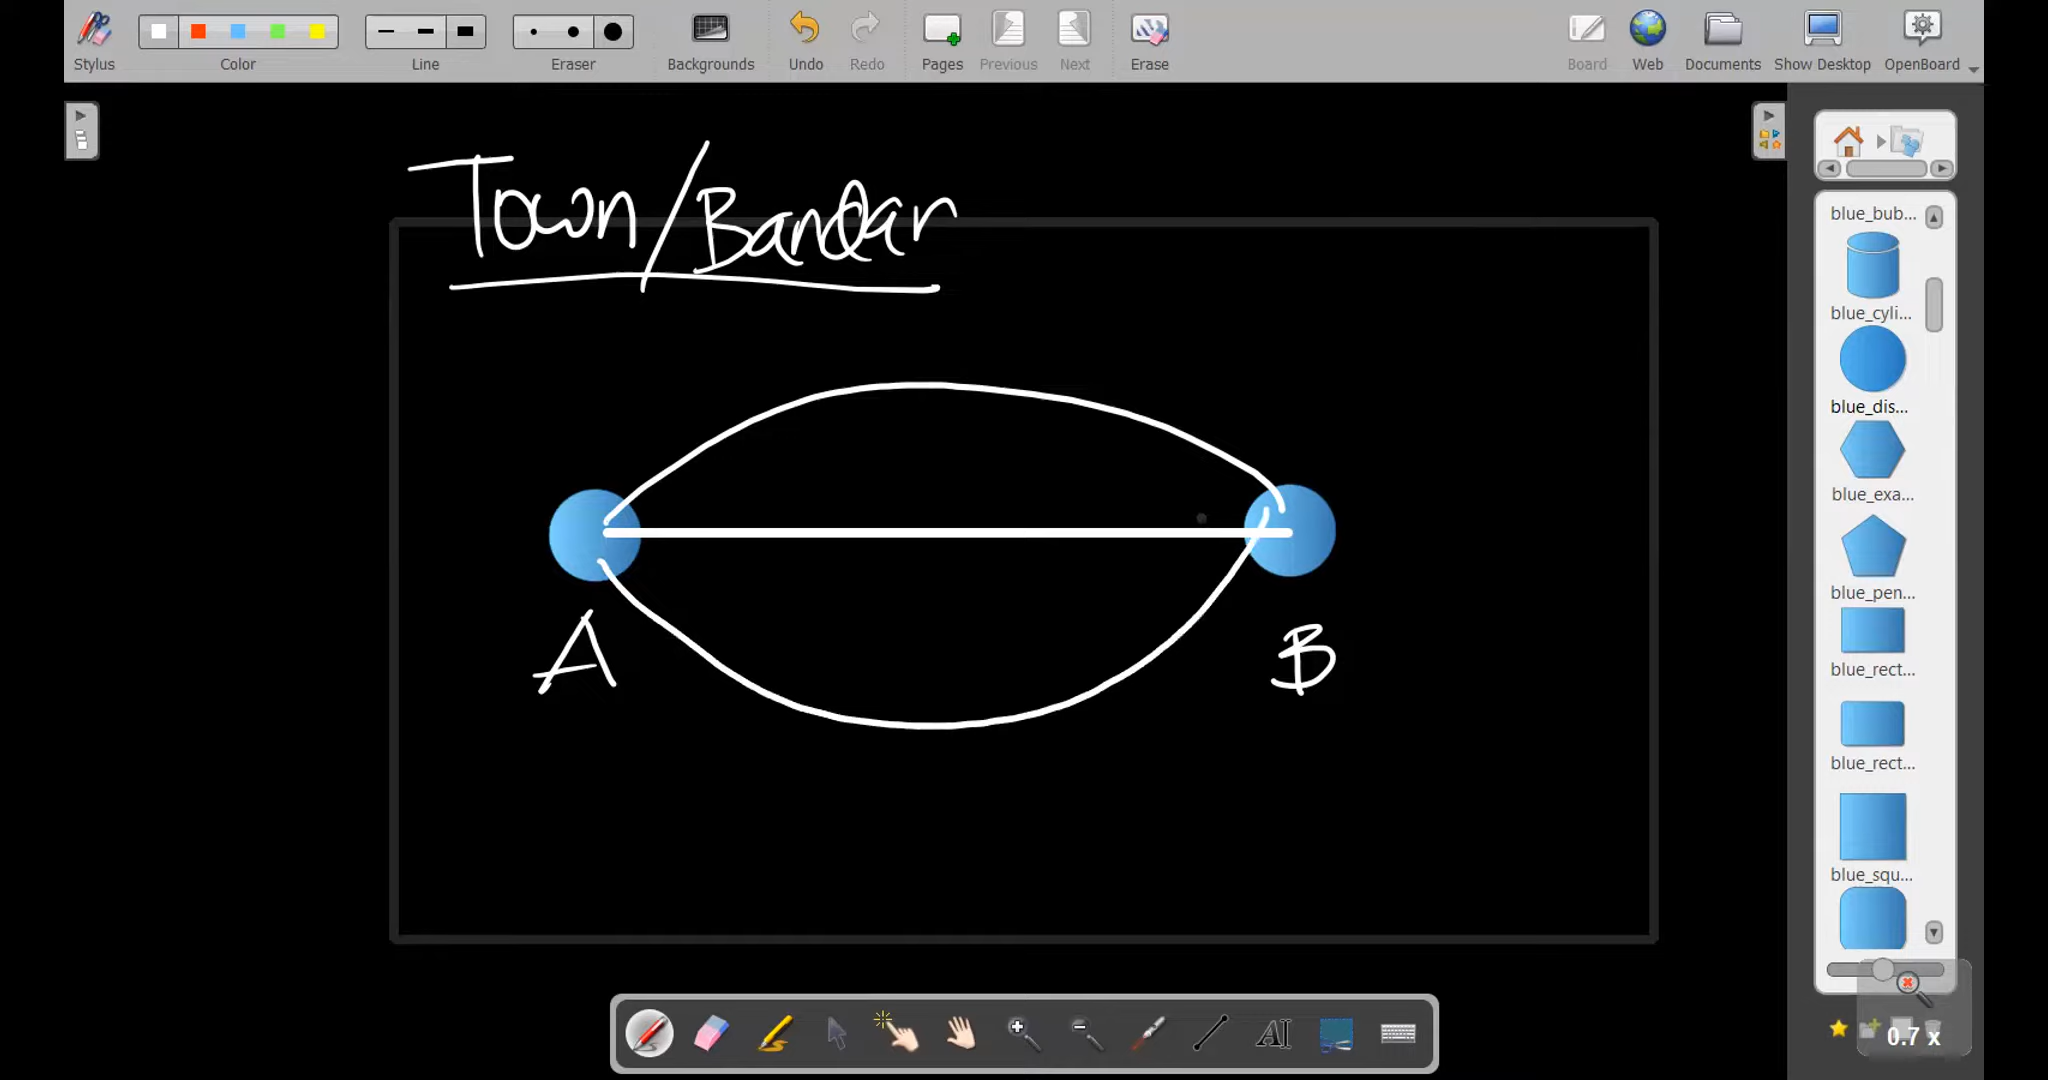 Stylus Color Line Eraser Backgrounds Undo Redo Pages Previous Next Erase Board Web Documents Show Desktop OpenBoard
Town/Bandar
A B
blue_bub...
blue_cyli...
blue_dis...
blue_exa...
blue_pen...
blue_rect...
blue_rect...
blue_squ...
0.7 x
AI